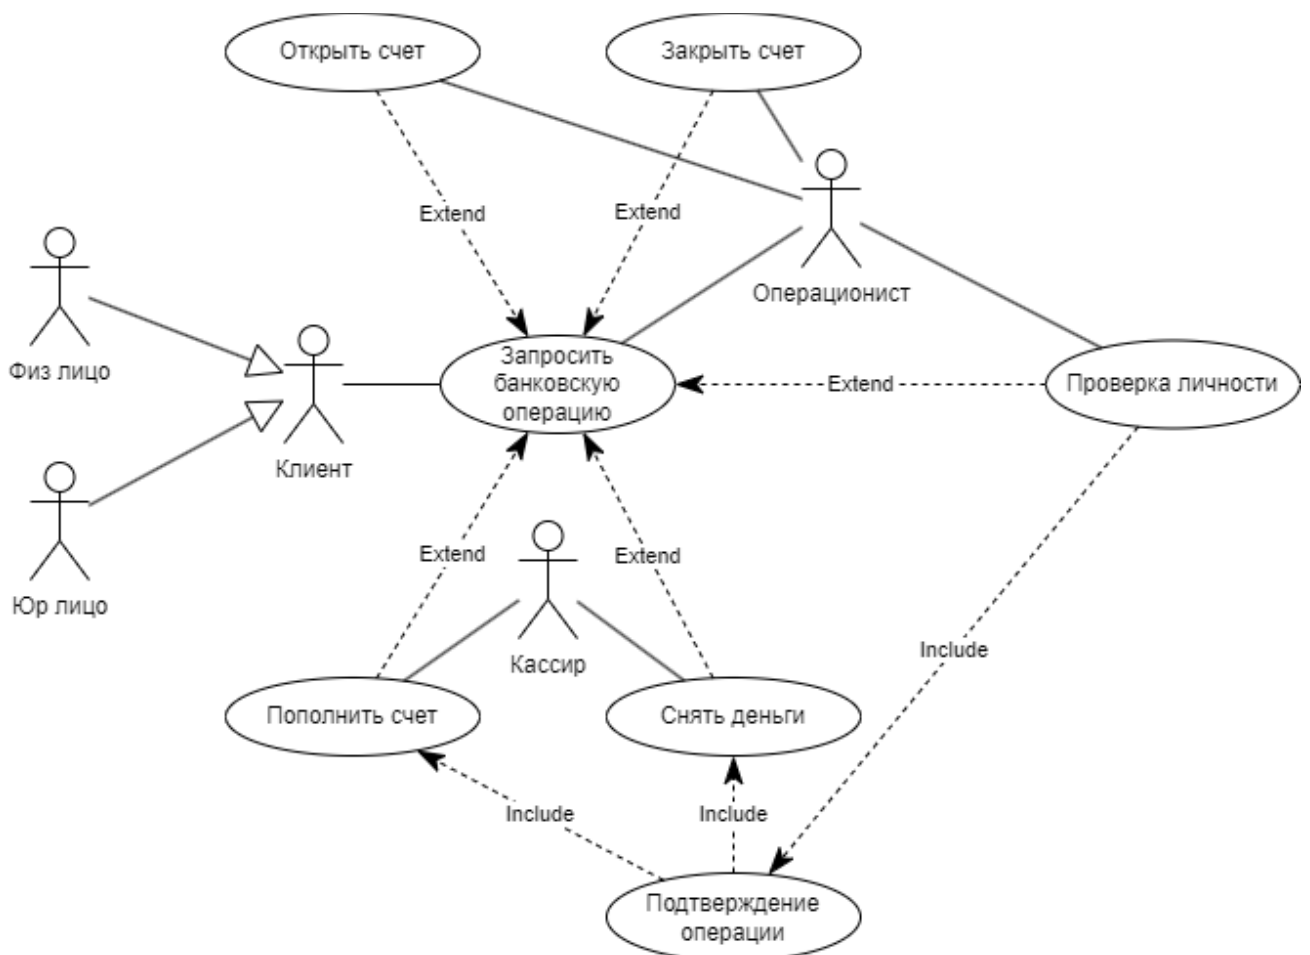 Открыть счет
Закрыть счет
Extend
Extend
Операционист
Физ лицо
Запросить
банковскую
операцию
Extend
Проверка личности
Клиент
Extend
Extend
Юр лицо
Кассир
Include
Пополнить счет
Снять деньги
Include
Include
Подтверждение
операции